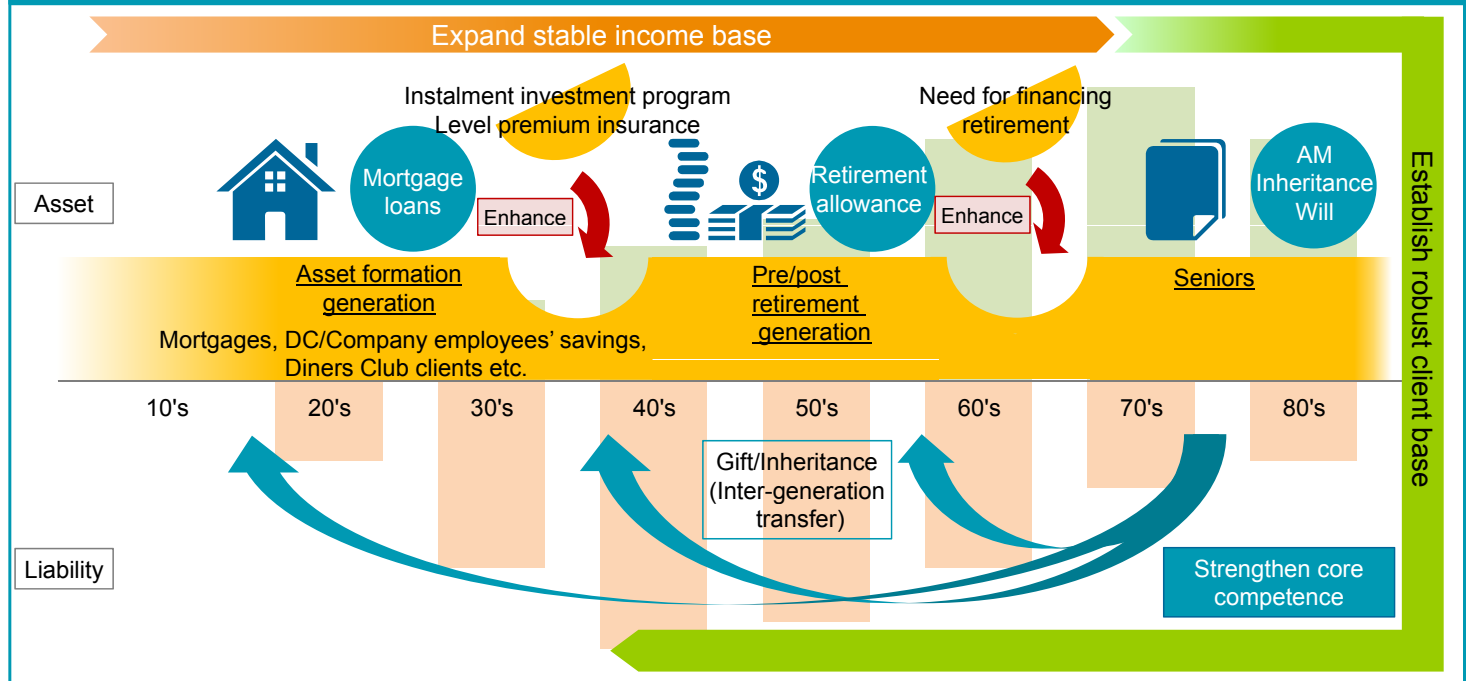 Expand stable income base
Instalment investment program
Level premium insurance
Need for financing
retirement
Asset
Mortgage
loans
Enhance
$
Retirement
allowance
Enhance
AM
Inheritance
Will
Establish robust client base
Asset formation
generation
Pre/post
retirement
generation
Seniors
Mortgages, DC/Company employees' savings,
Diners Club clients etc.
10's 20's 30's 40's 50's 60's 70's 80's
Gift/Inheritance
(Inter-generation
transfer)
Liability
Strengthen core
competence